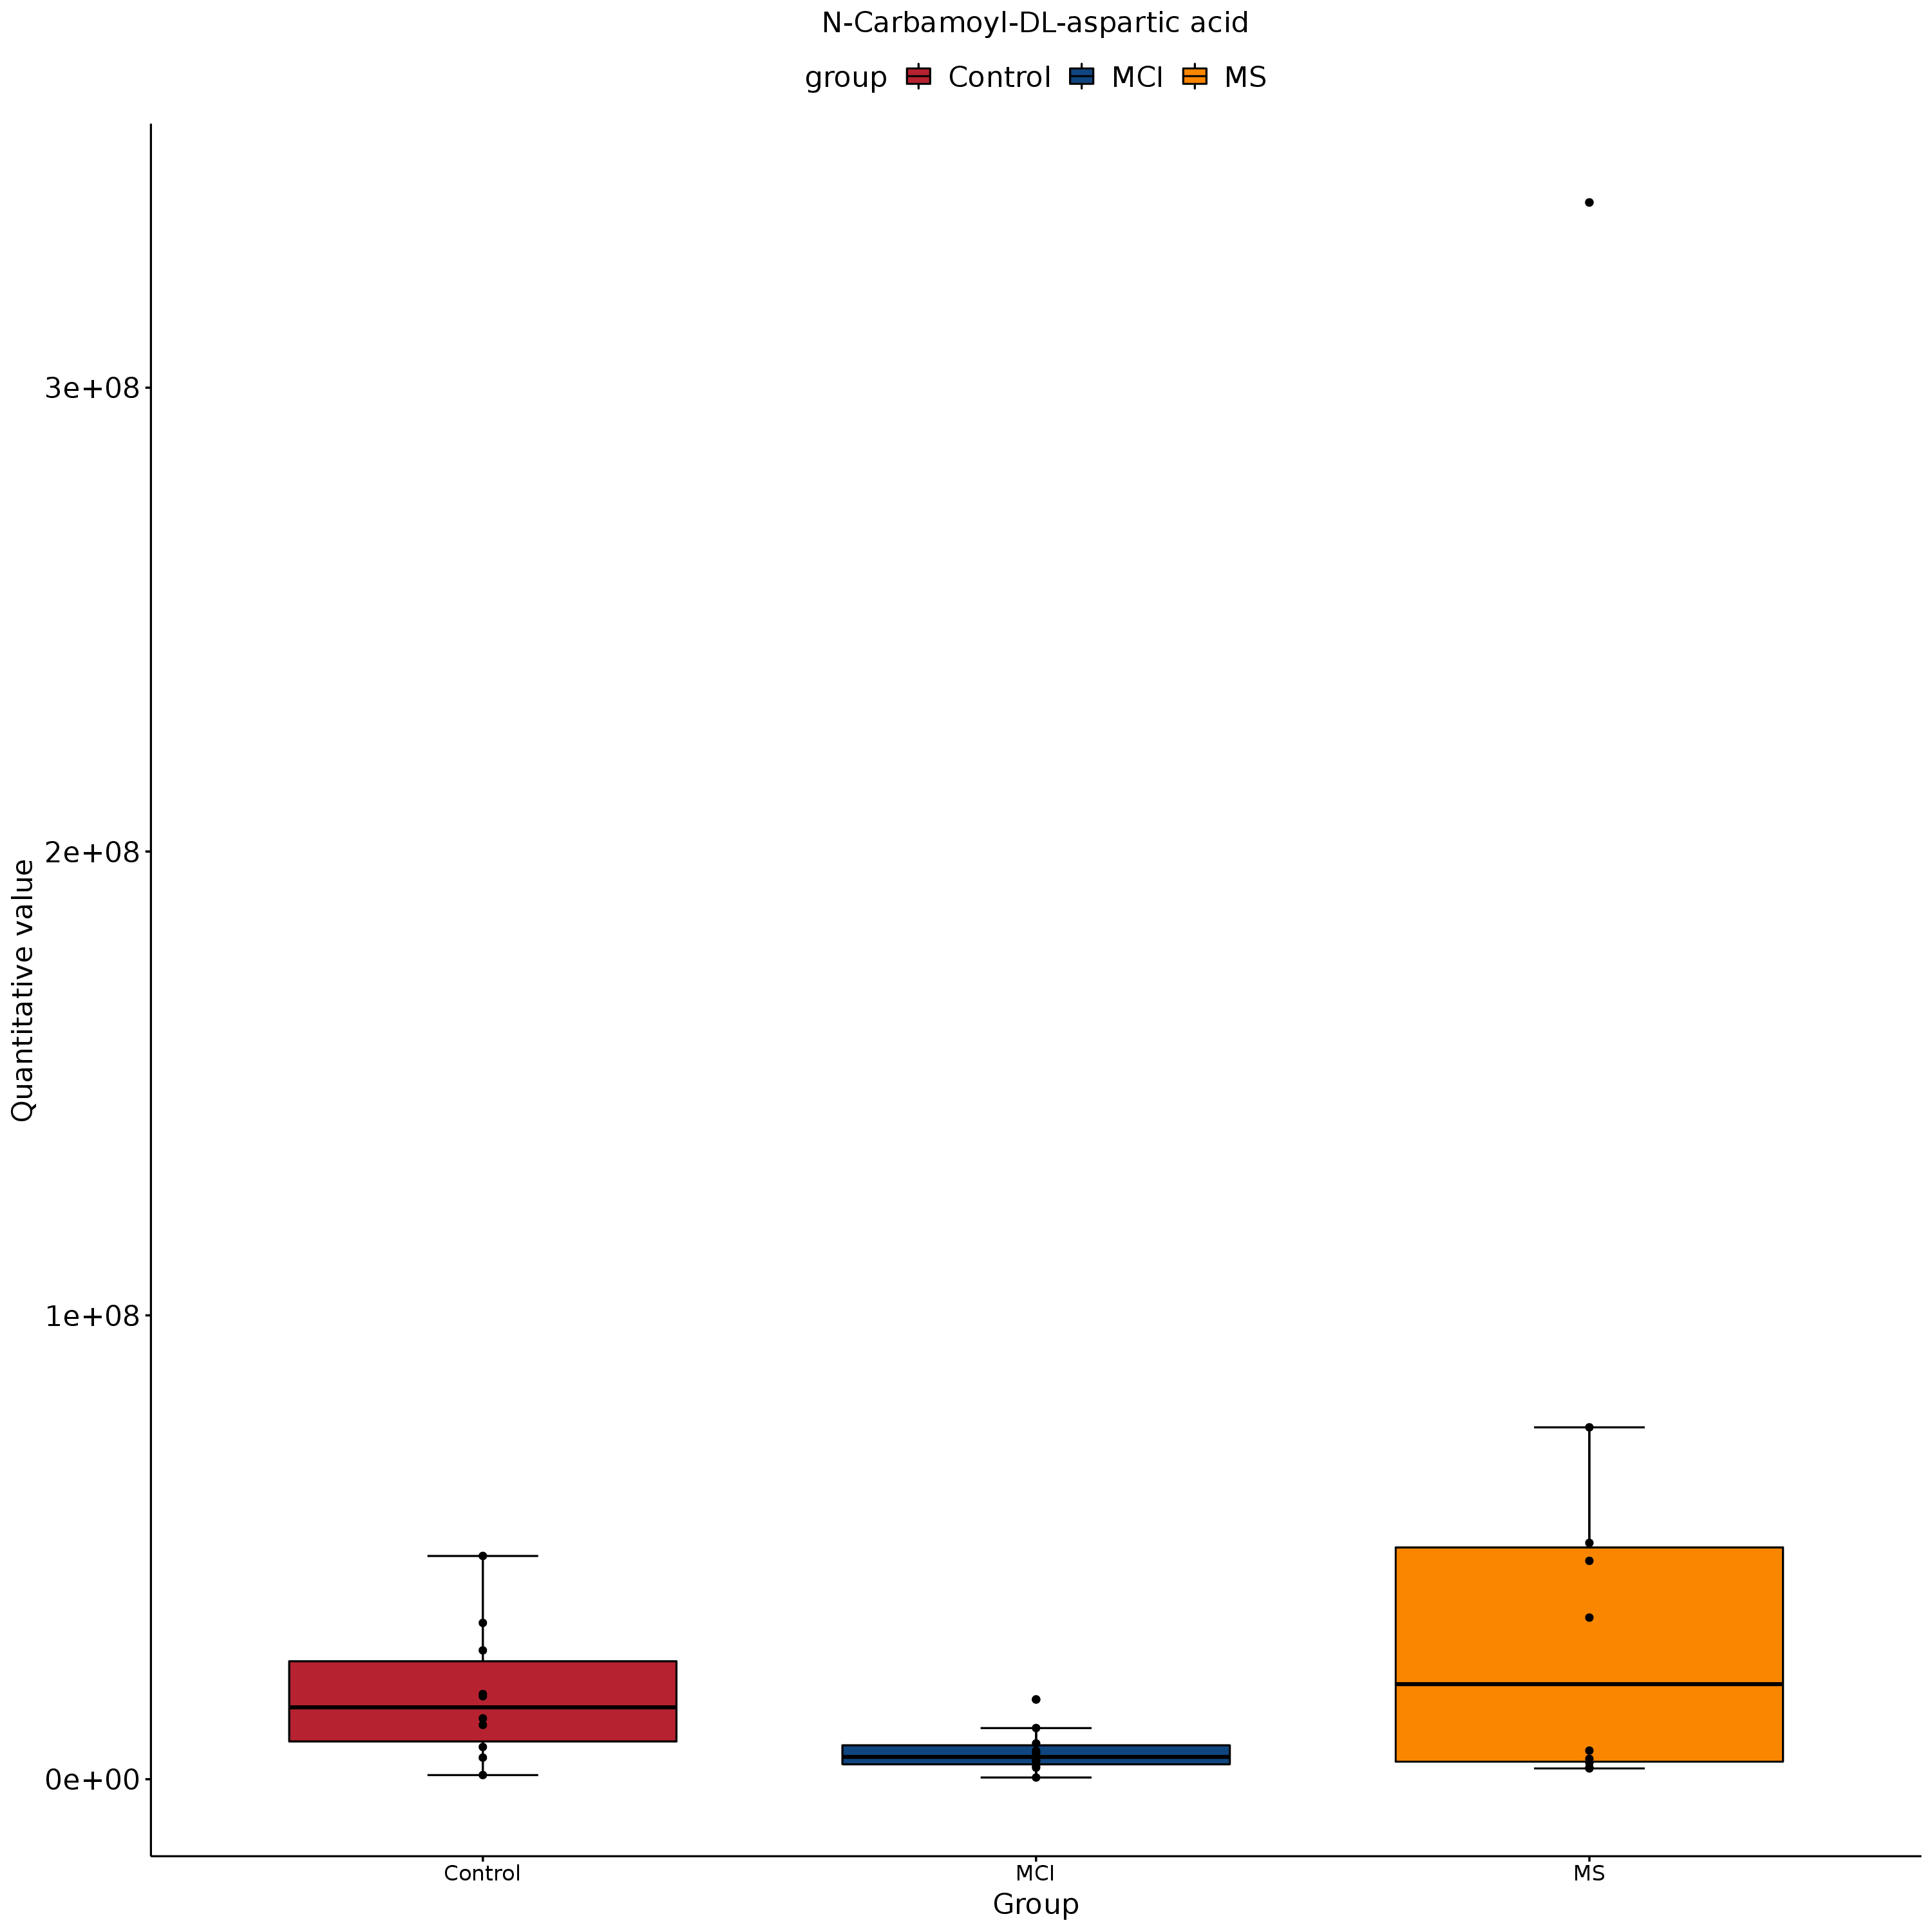 N-Carbamoyl-DL-aspartic acid
group Control MCI MS
Quantitative value
3e+08
2e+08
1e+08
0e+00
Control MCI MS
Group